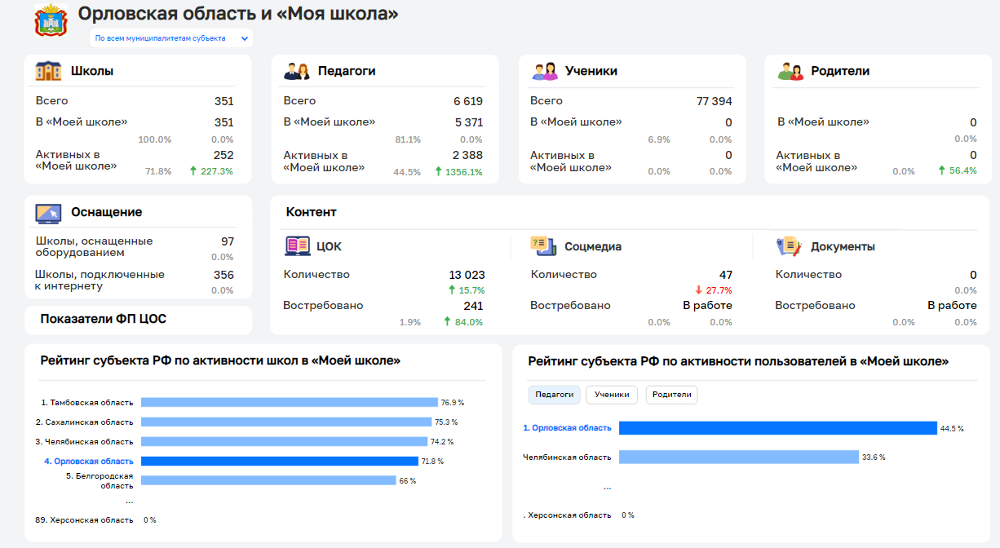 Орловская область и «Моя школа»
По всем муниципалитетам субъекта
Школы
Всего 351
В «Моей школе» 351
100.0% 0.0%
Активных в 252
«Моей школе»
71.8% 227.3%
Педагоги
Всего 6 619
В «Моей школе» 5 371
81.1% 0.0%
Активных в 2 388
«Моей школе»
44.5% 1356.1%
Ученики
Всего 77 394
В «Моей школе» 0
6.9% 0.0%
Активных в 0
«Моей школе»
0.0% 0.0%
Родители
В «Моей школе» 0
0.0%
Активных в 0
«Моей школе»
0.0% 56.4%
Оснащение
Школы, оснащенные 97
оборудованием
0.0%
Школы, подключенные 356
к интернету
0.0%
Показатели ФП ЦОС
Контент
ЦОК
Количество 13 023
15.7%
Востребовано 241
1.9% 84.0%
Соцмедиа
Количество 47
27.7%
Востребовано В работе
0.0% 0.0%
Документы
Количество 0
0.0%
Востребовано В работе
0.0% 0.0%
Рейтинг субъекта РФ по активности школ в «Моей школе»
1. Тамбовская область 76.9 %
2. Сахалинская область 75.3 %
3. Челябинская область 74.2 %
4. Орловская область 71.8 %
5. Белгородская
область 66 %
...
89. Херсонская область 0 %
Рейтинг субъекта РФ по активности пользователей в «Моей школе»
Педагоги Ученики Родители
1. Орловская область 44.5 %
Челябинская область 33.6 %
...
. Херсонская область 0 %